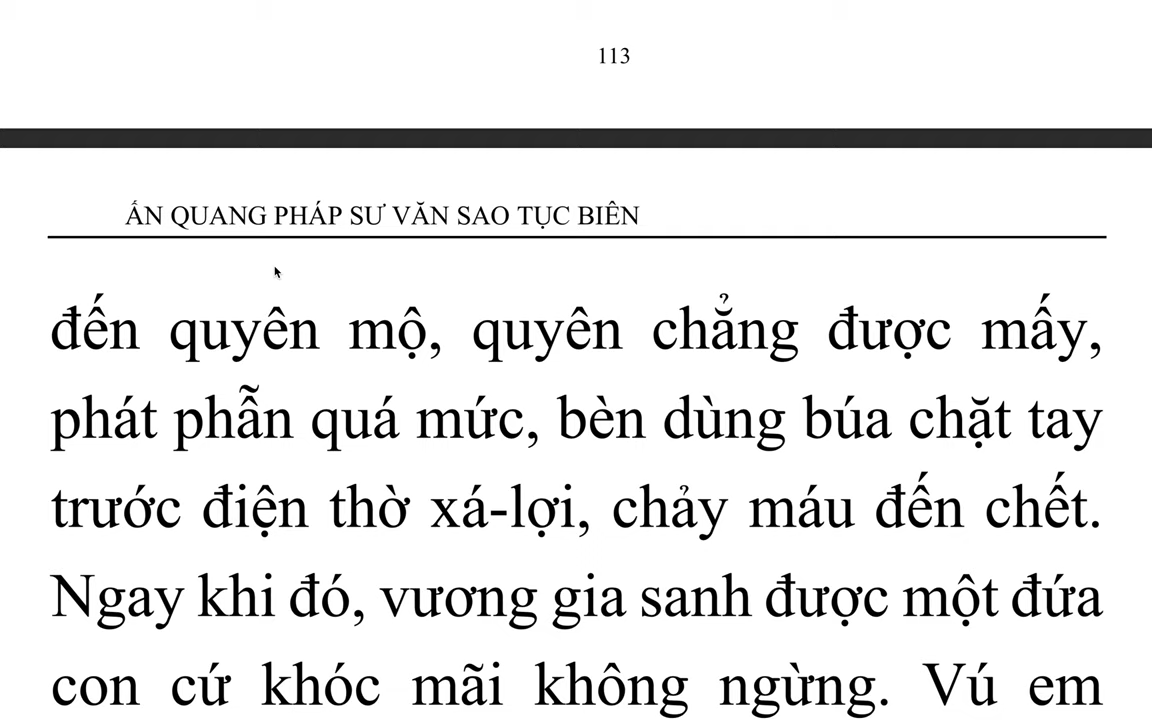 113
ẤN QUANG PHÁP SƯ VĂN SAO TỤC BIÊN
đến quyên mộ, quyên chẳng được mấy,
phát phẫn quá mức, bèn dùng búa chặt tay
trước điện thờ xá-lợi, chảy máu đến chết.
Ngay khi đó, vương gia sanh được một đứa
con cứ khóc mãi không ngừng. Vú em